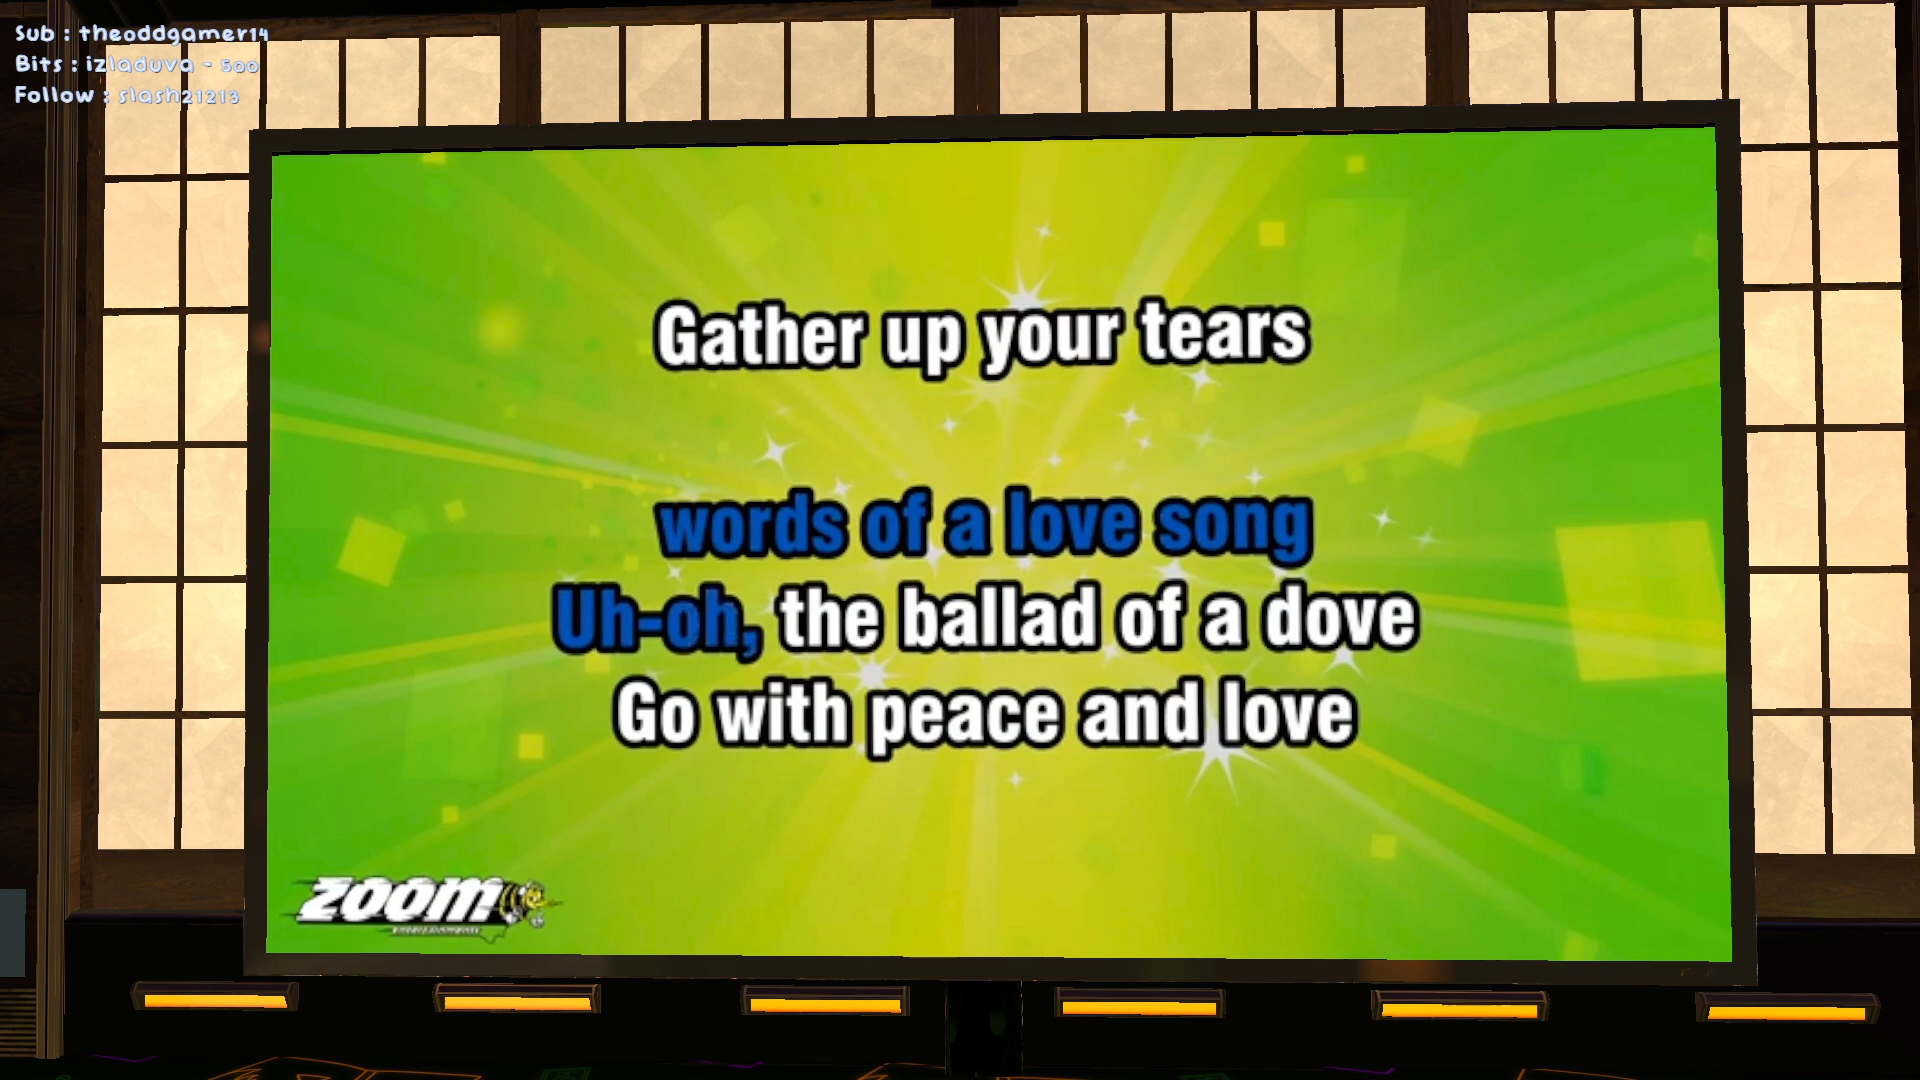 Sub : theoddgamer14
Bits : izladuva - 500
Follow : slash21213
Gather up your tears
words of a love song
Uh-oh, the ballad of a dove
Go with peace and love
ZOOM
entertainments